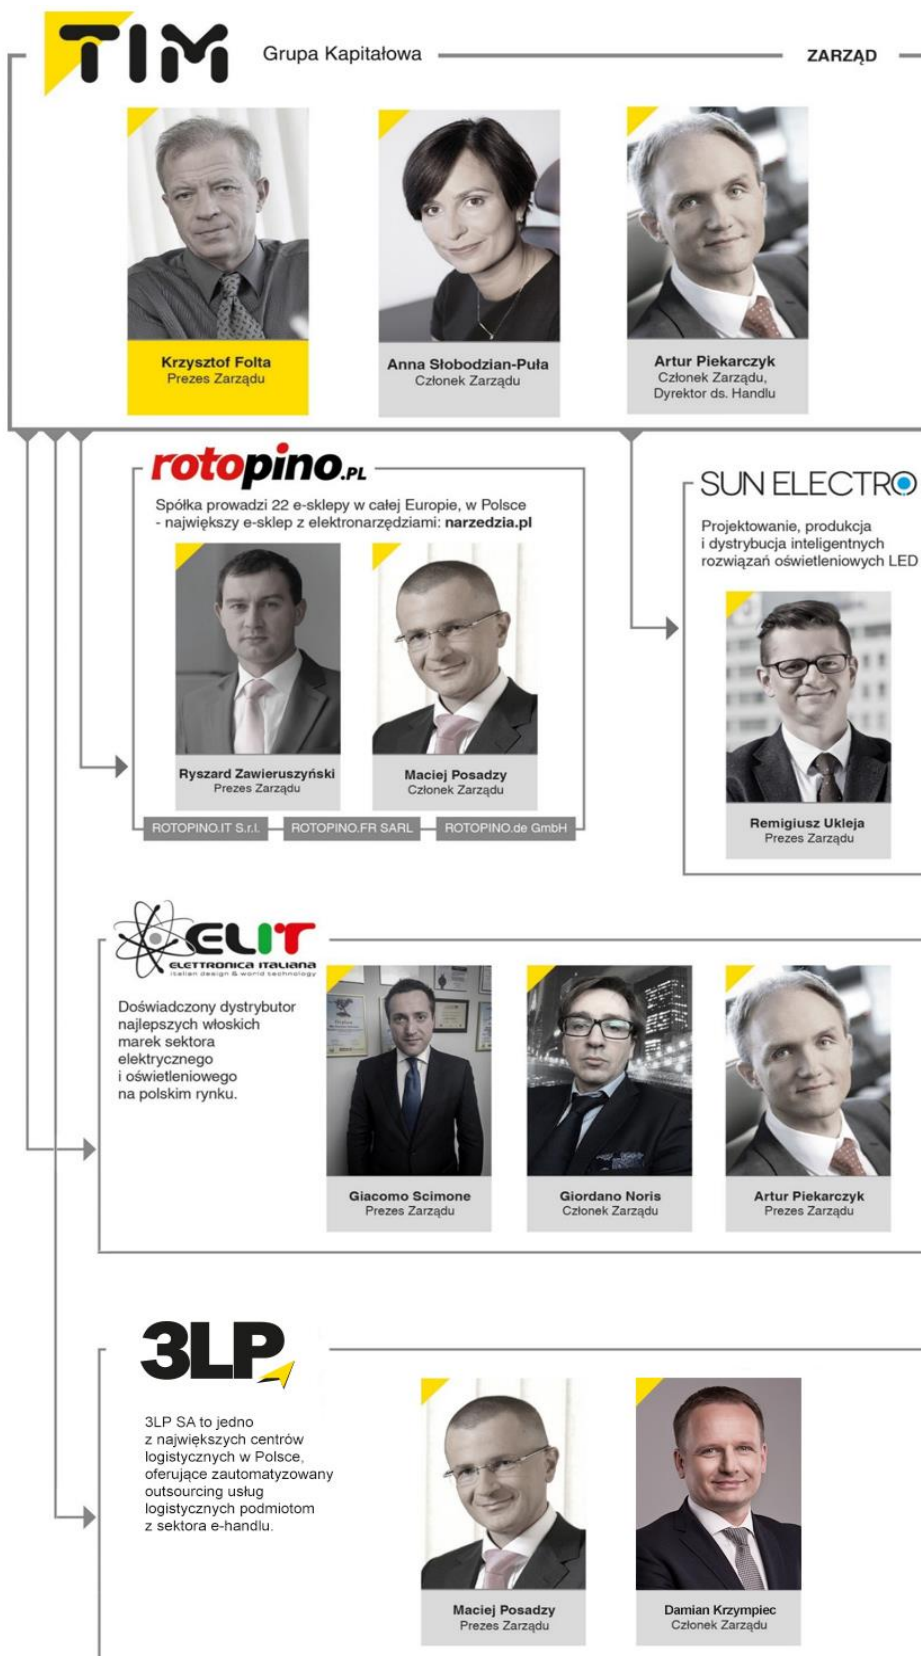 TIM
Grupa Kapitałowa
ZARZĄD
Krzysztof Folta
Prezes Zarządu
Anna Słobodzian-Puła
Członek Zarządu
Artur Piekarczyk
Członek Zarządu,
Dyrektor ds. Handlu
rotopino.PL
Spółka prowadzi 22 e-sklepy w całej Europie, w Polsce
- największy e-sklep z elektronarzędziami: narzedzia.pl
Ryszard Zawieruszyński
Prezes Zarządu
Maciej Posadzy
Członek Zarządu
ROTOPINO.IT S.r.l.
ROTOPINO.FR SARL
ROTOPINO.de GmbH
SUN ELECTRO
Projektowanie, produkcja
i dystrybucja inteligentnych
rozwiązań oświetleniowych LED
Remigiusz Ukleja
Prezes Zarządu
ELIT
ELETTRONICA ITALIANA
italian design & world technology
Doświadczony dystrybutor
najlepszych włoskich
marek sektora
elektrycznego
i oświetleniowego
na polskim rynku.
Giacomo Scimone
Prezes Zarządu
Giordano Noris
Członek Zarządu
Artur Piekarczyk
Prezes Zarządu
3LP
3LP SA to jedno
z największych centrów
logistycznych w Polsce,
oferujące zautomatyzowany
outsourcing usług
logistycznych podmiotom
z sektora e-handlu.
Maciej Posadzy
Prezes Zarządu
Damian Krzympiec
Członek Zarządu